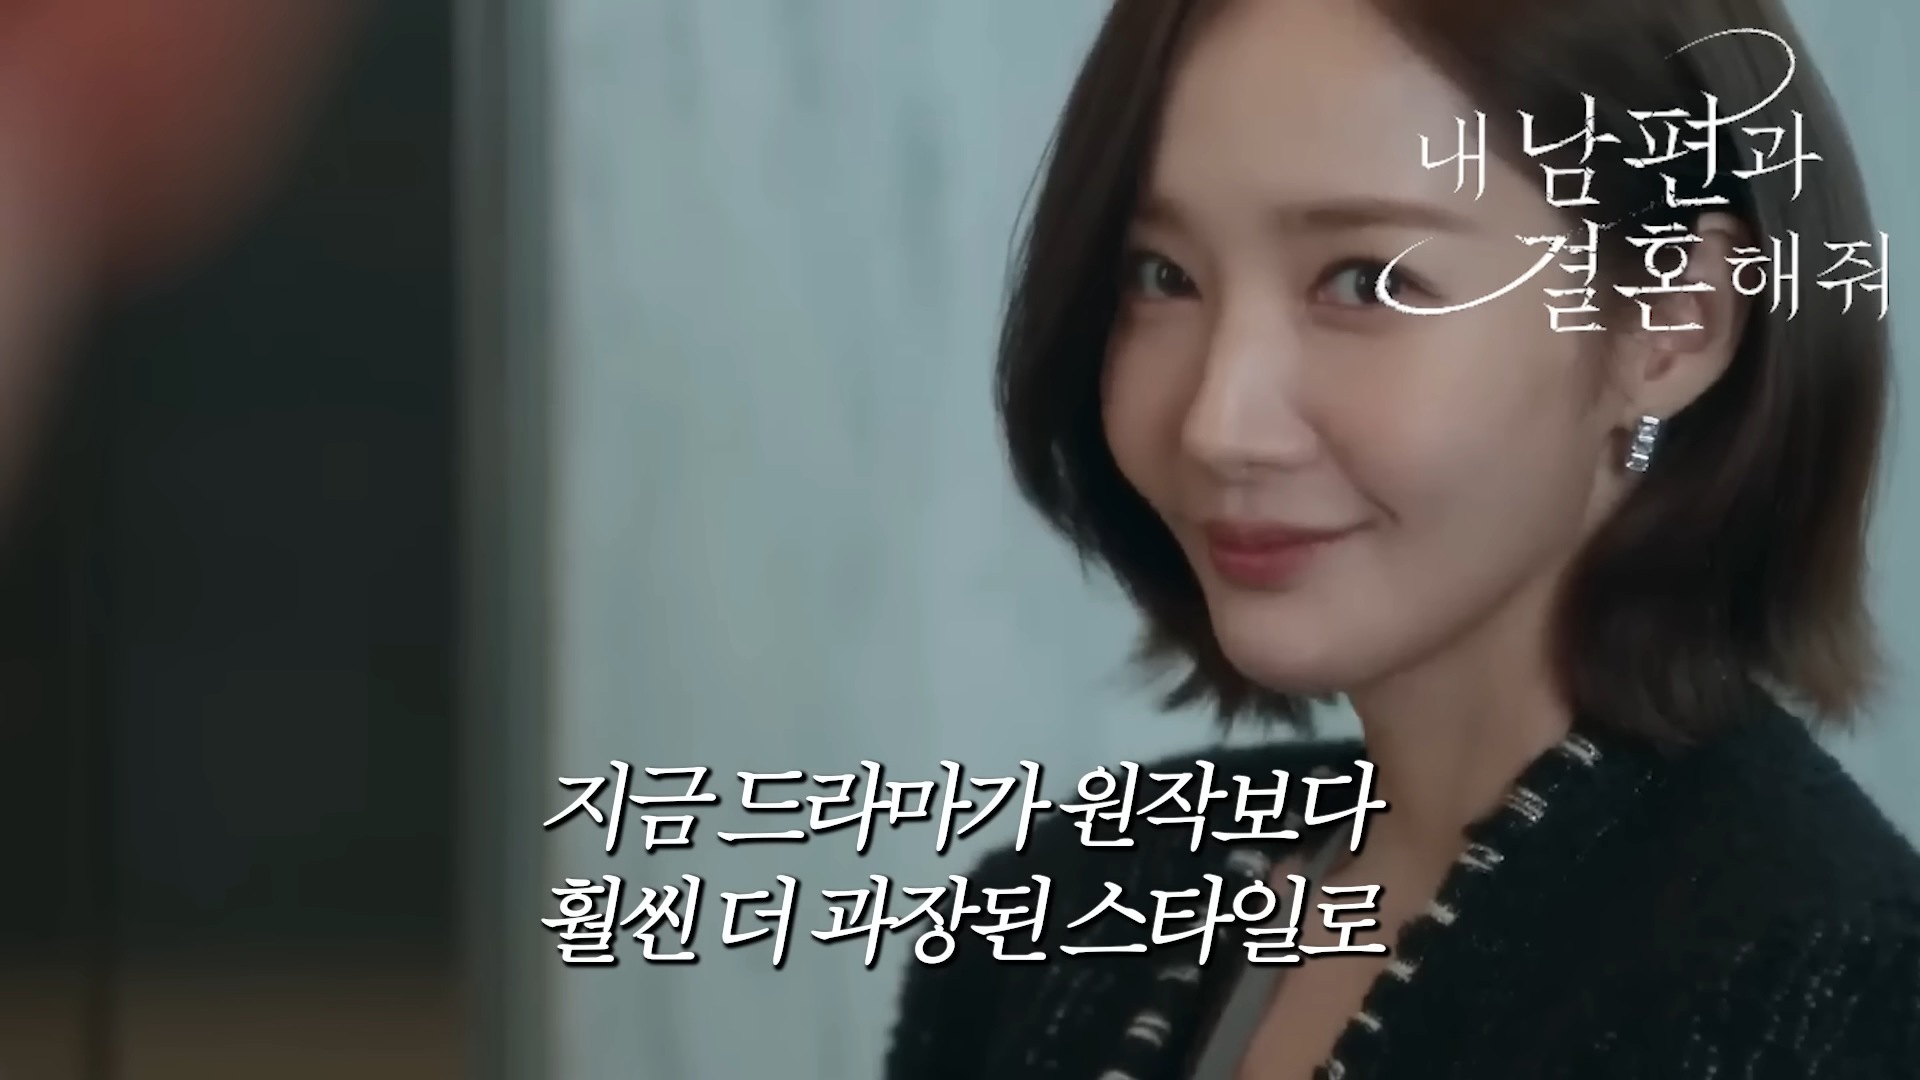 내 남편과
결혼해줘
지금 드라마가 원작보다
훨씬 더 과장된 스타일로